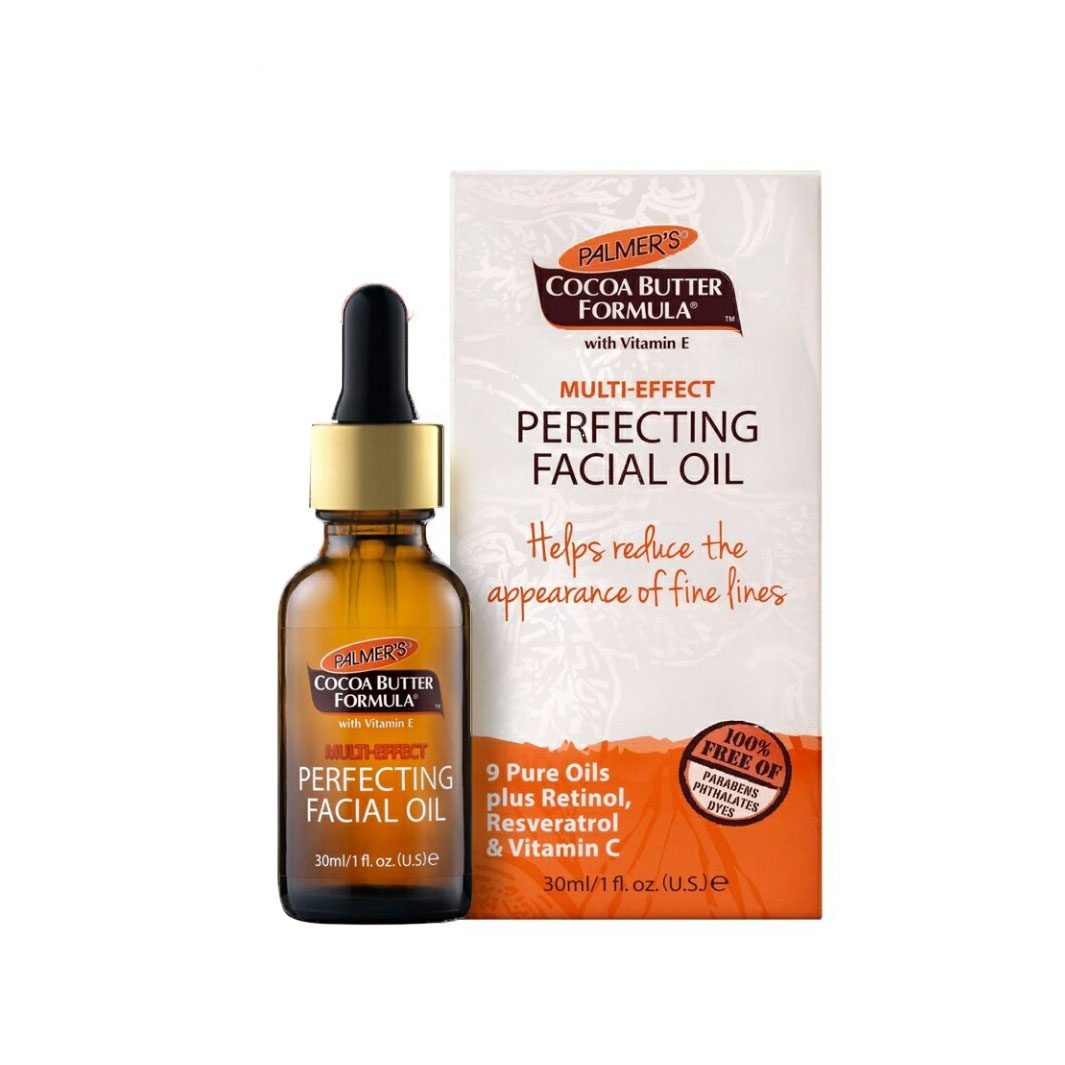 PALMER'S®
COCOA BUTTER
FORMULA®
™
with Vitamin E
MULTI-EFFECT
PERFECTING
FACIAL OIL
Helps reduce the
appearance of fine lines
9 Pure Oils
plus Retinol,
Resveratrol
& Vitamin C
100%
FREE OF
PARABENS
PHTHALATES
DYES
30ml/1 fl. oz. (U.S.) e
PALMER'S®
COCOA BUTTER
FORMULA®
™
with Vitamin E
MULTI-EFFECT
PERFECTING
FACIAL OIL
30ml/1 fl. oz. (U.S.) e